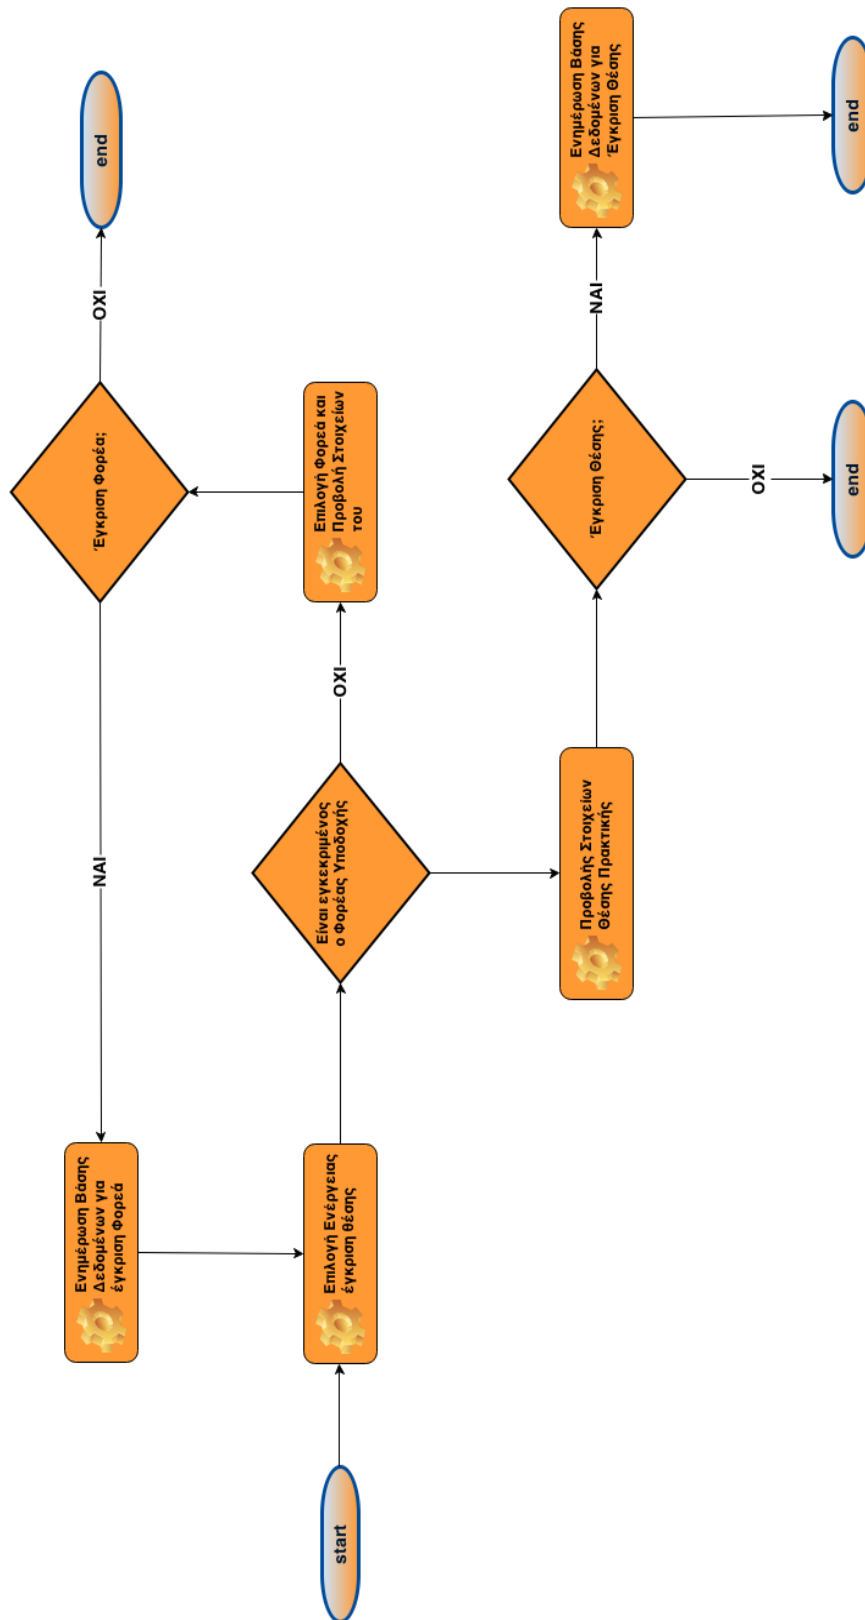 start
Επιλογή Ενέργειας
έγκριση θέσης
Είναι εγκεκριμένος
ο Φορέας Υποδοχής
ΟΧΙ
Επιλογή Φορεά και
Προβολή Στοιχείων
του
Έγκριση Φορέα;
ΟΧΙ
end
ΝΑΙ
Ενημέρωση Βάσης
Δεδομένων για
έγκριση Φορεά
Προβολής Στοιχείων
Θέσης Πρακτικής
Έγκριση Θέσης;
ΝΑΙ
Ενημέρωση Βάσης
Δεδομένων για
Έγκριση Θέσης
end
ΟΧΙ
end